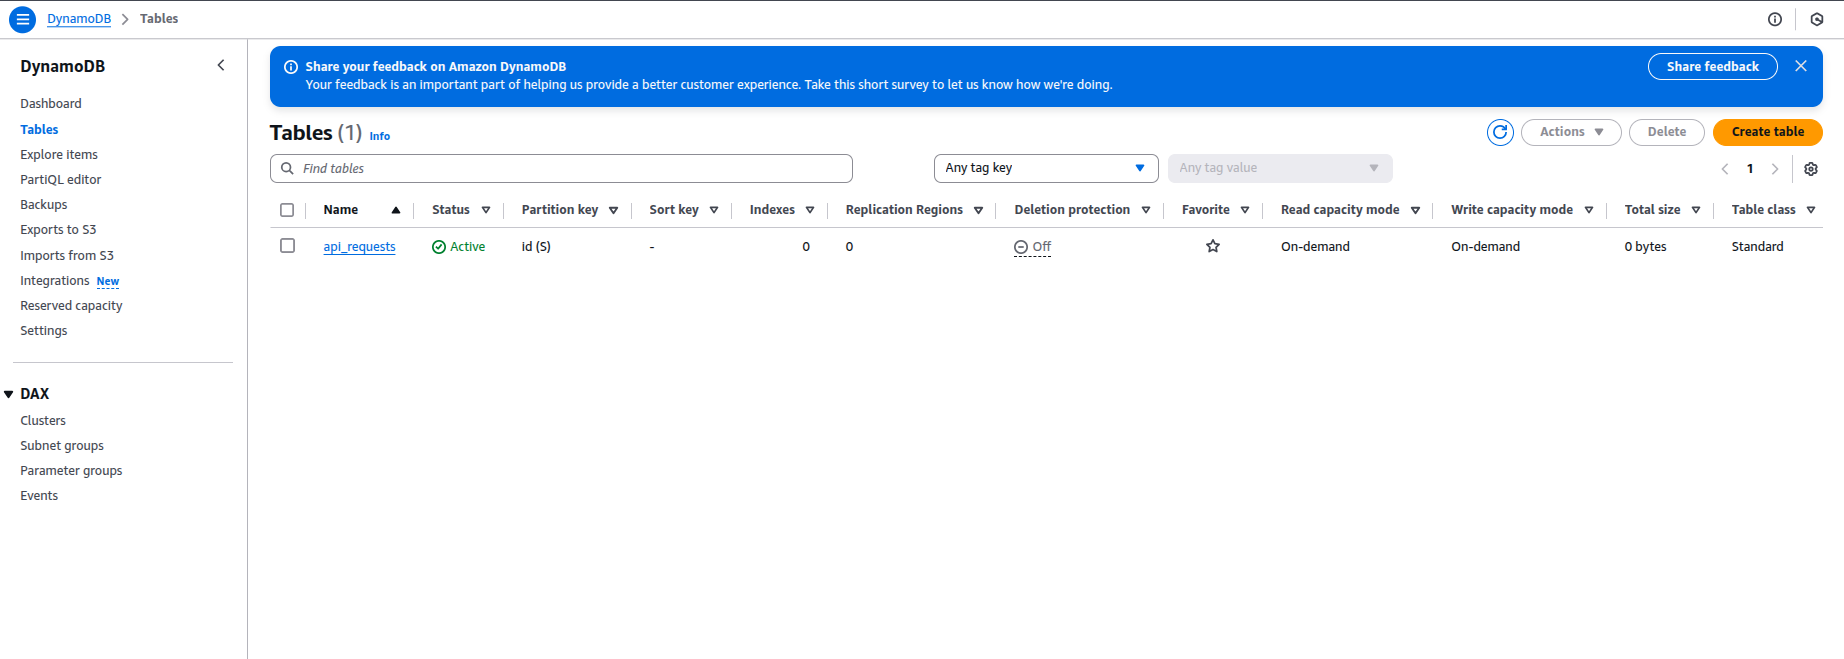 DynamoDB > Tables
DynamoDB
Dashboard
Tables
Explore items
PartiQL editor
Backups
Exports to S3
Imports from S3
Integrations New
Reserved capacity
Settings
DAX
Clusters
Subnet groups
Parameter groups
Events
Share your feedback on Amazon DynamoDB
Your feedback is an important part of helping us provide a better customer experience. Take this short survey to let us know how we're doing.
Share feedback
Tables (1) Info
Actions Delete Create table
Find tables Any tag key Any tag value 1
Name Status Partition key Sort key Indexes Replication Regions Deletion protection Favorite Read capacity mode Write capacity mode Total size Table class
api_requests Active id (S) - 0 0 Off On-demand On-demand 0 bytes Standard